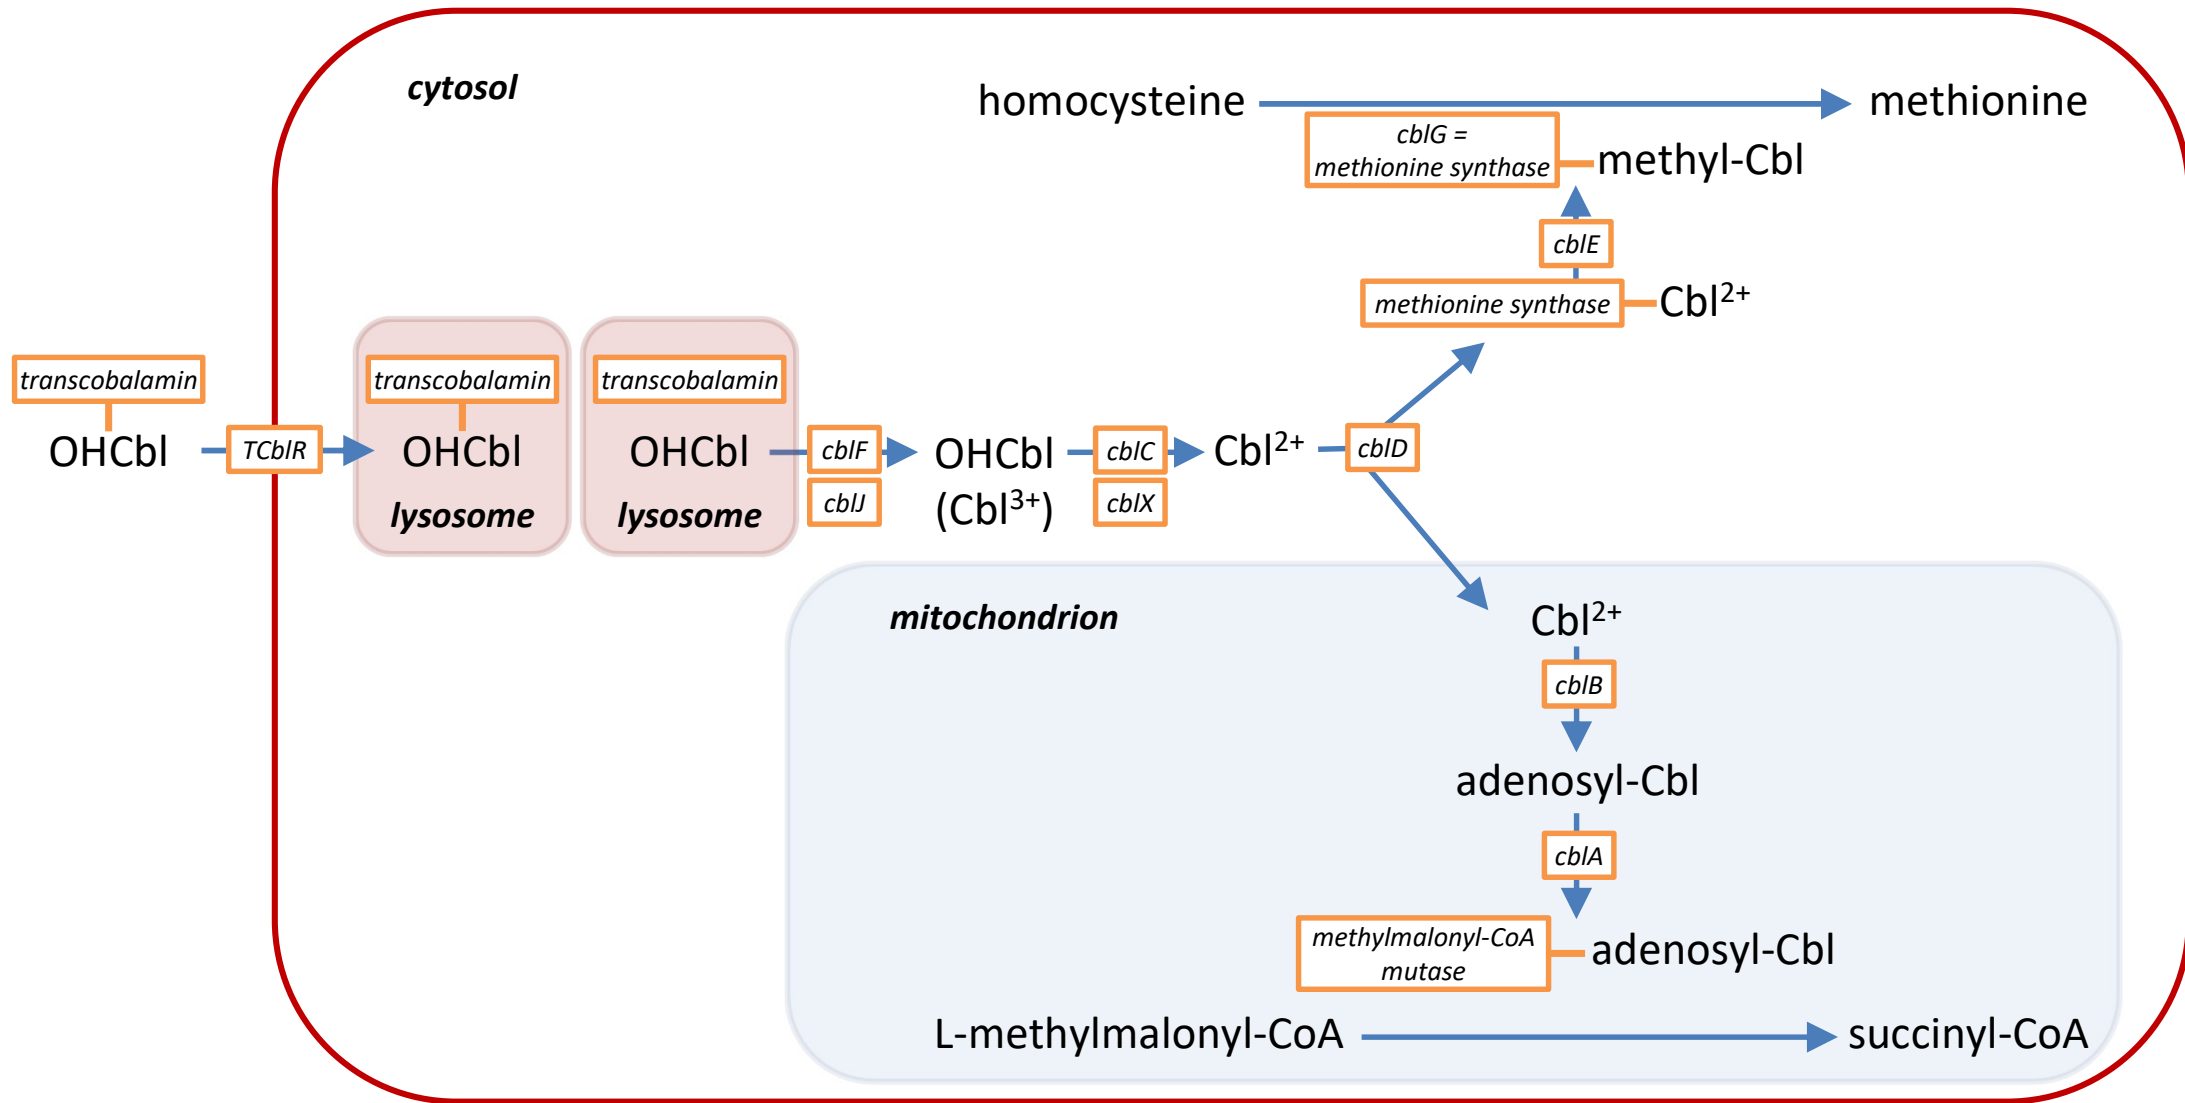 cytosol
homocysteine
methionine
cblG =
methionine synthase
methyl-Cbl
cblE
methionine synthase
Cbl²⁺
transcobalamin
OHCbl
TCblR
transcobalamin
OHCbl
lysosome
transcobalamin
OHCbl
lysosome
cblF
cblJ
OHCbl
(Cbl³⁺)
cblC
cblX
Cbl²⁺
cblD
mitochondrion
Cbl²⁺
cblB
adenosyl-Cbl
cblA
methylmalonyl-CoA
mutase
adenosyl-Cbl
L-methylmalonyl-CoA
succinyl-CoA